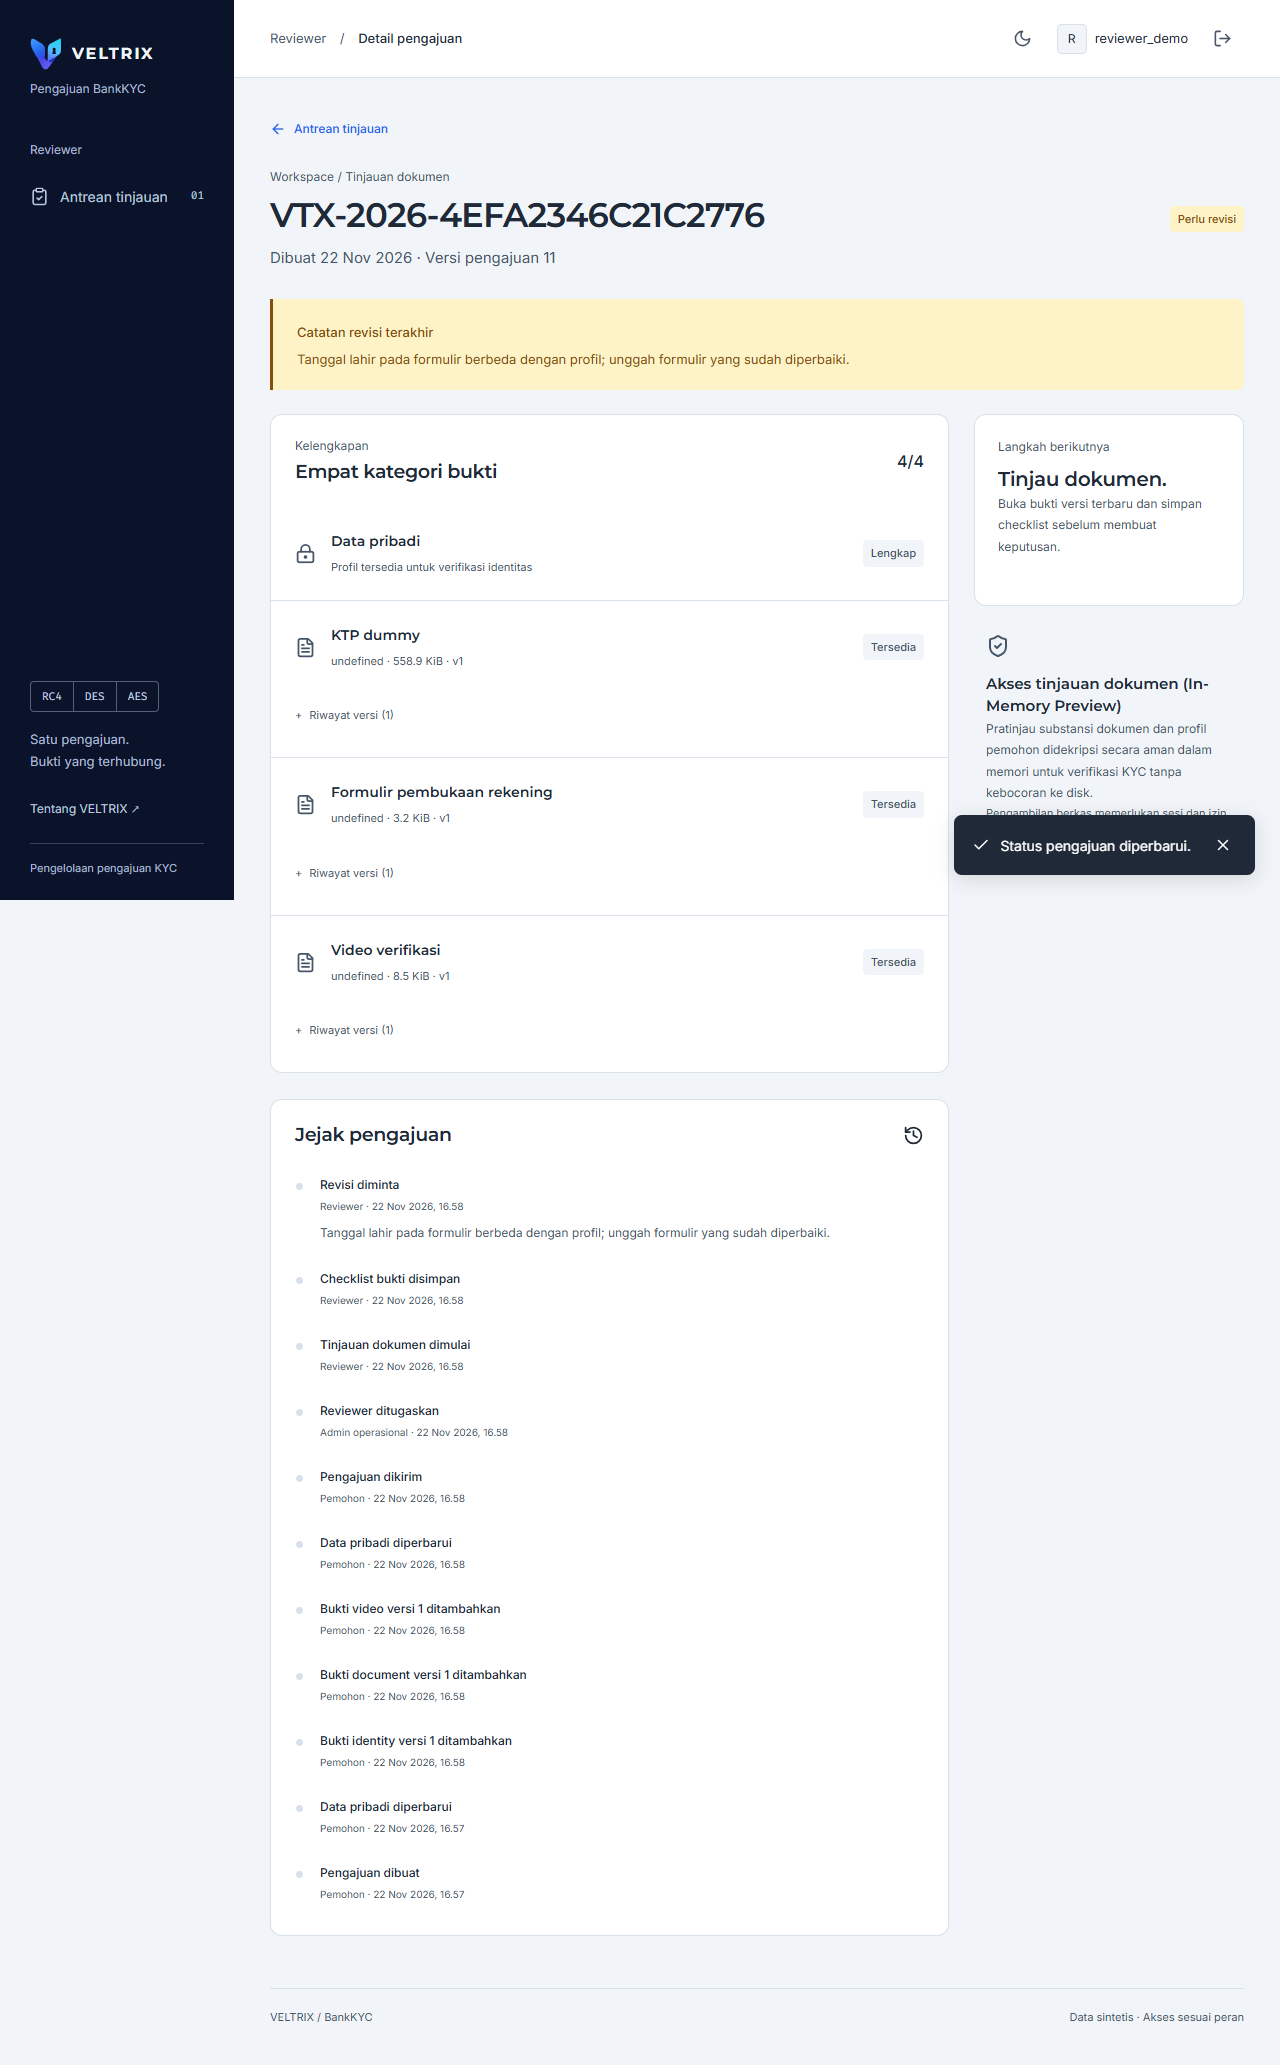 VELTRIX
Pengajuan BankKYC
Reviewer
Antrean tinjauan 01
RC4 DES AES
Satu pengajuan.
Bukti yang terhubung.
Tentang VELTRIX ↗
Pengelolaan pengajuan KYC
Reviewer / Detail pengajuan
R reviewer_demo
← Antrean tinjauan
Workspace / Tinjauan dokumen
VTX-2026-4EFA2346C21C2776
Perlu revisi
Dibuat 22 Nov 2026 · Versi pengajuan 11
Catatan revisi terakhir
Tanggal lahir pada formulir berbeda dengan profil; unggah formulir yang sudah diperbaiki.
Kelengkapan
Empat kategori bukti
4/4
Data pribadi
Profil tersedia untuk verifikasi identitas
Lengkap
KTP dummy
undefined · 558.9 KiB · v1
Tersedia
+ Riwayat versi (1)
Formulir pembukaan rekening
undefined · 3.2 KiB · v1
Tersedia
+ Riwayat versi (1)
Video verifikasi
undefined · 8.5 KiB · v1
Tersedia
+ Riwayat versi (1)
Langkah berikutnya
Tinjau dokumen.
Buka bukti versi terbaru dan simpan
checklist sebelum membuat
keputusan.
Akses tinjauan dokumen (In-
Memory Preview)
Pratinjau substansi dokumen dan profil
pemohon didekripsi secara aman dalam
memori untuk verifikasi KYC tanpa
kebocoran ke disk.
Pengambilan berkas memerlukan sesi dan izin
Status pengajuan diperbarui.
Jejak pengajuan
Revisi diminta
Reviewer · 22 Nov 2026, 16.58
Tanggal lahir pada formulir berbeda dengan profil; unggah formulir yang sudah diperbaiki.
Checklist bukti disimpan
Reviewer · 22 Nov 2026, 16.58
Tinjauan dokumen dimulai
Reviewer · 22 Nov 2026, 16.58
Reviewer ditugaskan
Admin operasional · 22 Nov 2026, 16.58
Pengajuan dikirim
Pemohon · 22 Nov 2026, 16.58
Data pribadi diperbarui
Pemohon · 22 Nov 2026, 16.58
Bukti video versi 1 ditambahkan
Pemohon · 22 Nov 2026, 16.58
Bukti document versi 1 ditambahkan
Pemohon · 22 Nov 2026, 16.58
Bukti identity versi 1 ditambahkan
Pemohon · 22 Nov 2026, 16.58
Data pribadi diperbarui
Pemohon · 22 Nov 2026, 16.57
Pengajuan dibuat
Pemohon · 22 Nov 2026, 16.57
VELTRIX / BankKYC
Data sintetis · Akses sesuai peran